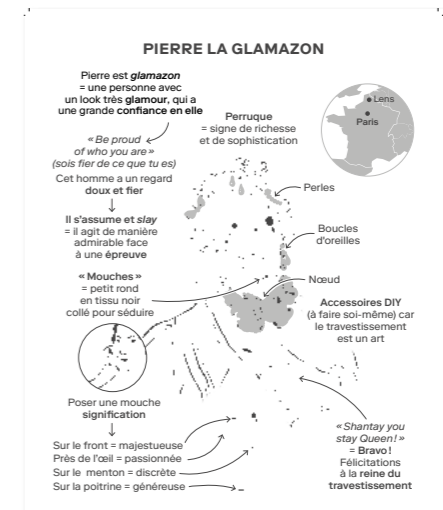 PIERRE LA GLAMAZON
Pierre est glamazon
= une personne avec
un look très glamour, qui a
une grande confiance en elle
« Be proud
of who you are »
(sois fier de ce que tu es)
Cet homme a un regard
doux et fier
Il s'assume et slay
= il agit de manière
admirable face
à une épreuve
« Mouches »
= petit rond
en tissu noir
collé pour séduire
Poser une mouche
signification
Sur le front = majestueuse
Près de l'œil = passionnée
Sur le menton = discrète
Sur la poitrine = généreuse
Perruque
= signe de richesse
et de sophistication
Lens
Paris
Perles
Boucles
d'oreilles
Nœud
Accessoires DIY
(à faire soi-même) car
le travestissement
est un art
« Shantay you
stay Queen ! »
= Bravo !
Félicitations
à la reine du
travestissement